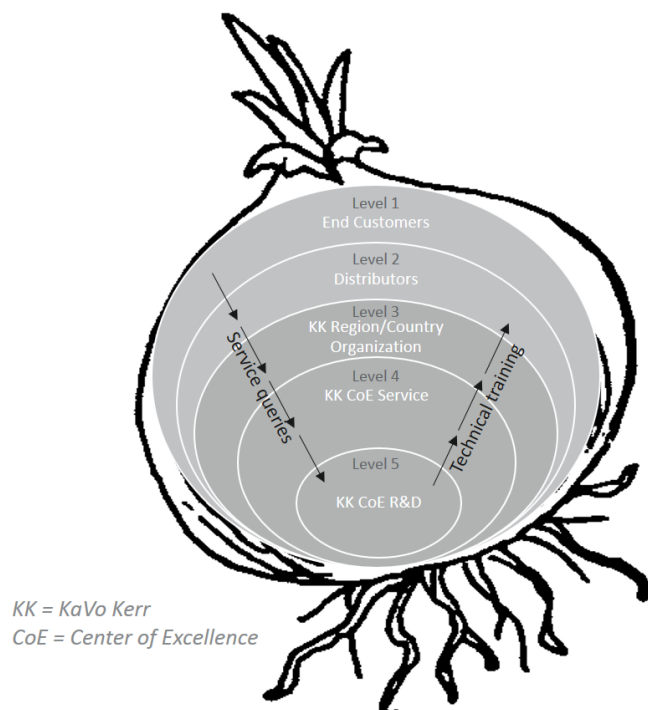 Level 1
End Customers
Level 2
Distributors
Level 3
KK Region/Country
Organization
Level 4
KK CoE Service
Level 5
KK CoE R&D
Service queries
Technical training
KK = KaVo Kerr
CoE = Center of Excellence